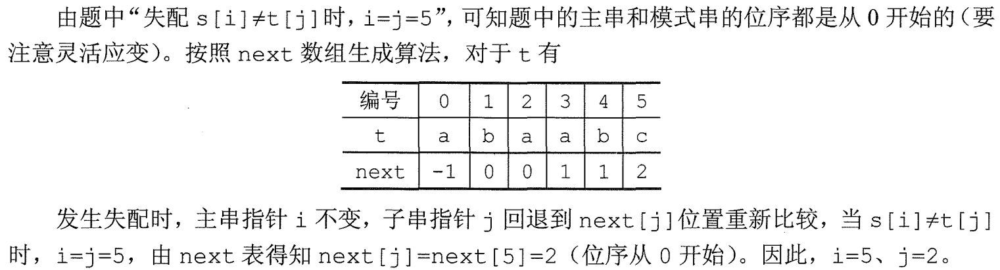 由题中“失配 s[i]≠t[j]时，i=j=5”，可知题中的主串和模式串的位序都是从 0 开始的（要
注意灵活应变）。按照 next 数组生成算法，对于 t 有
编号 0 1 2 3 4 5
t a b a a b c
next -1 0 0 1 1 2
发生失配时，主串指针 i 不变，子串指针 j 回退到 next[j]位置重新比较，当 s[i]≠t[j]
时，i=j=5，由 next 表得知 next[j]=next[5]=2（位序从 0 开始）。因此，i=5、j=2。